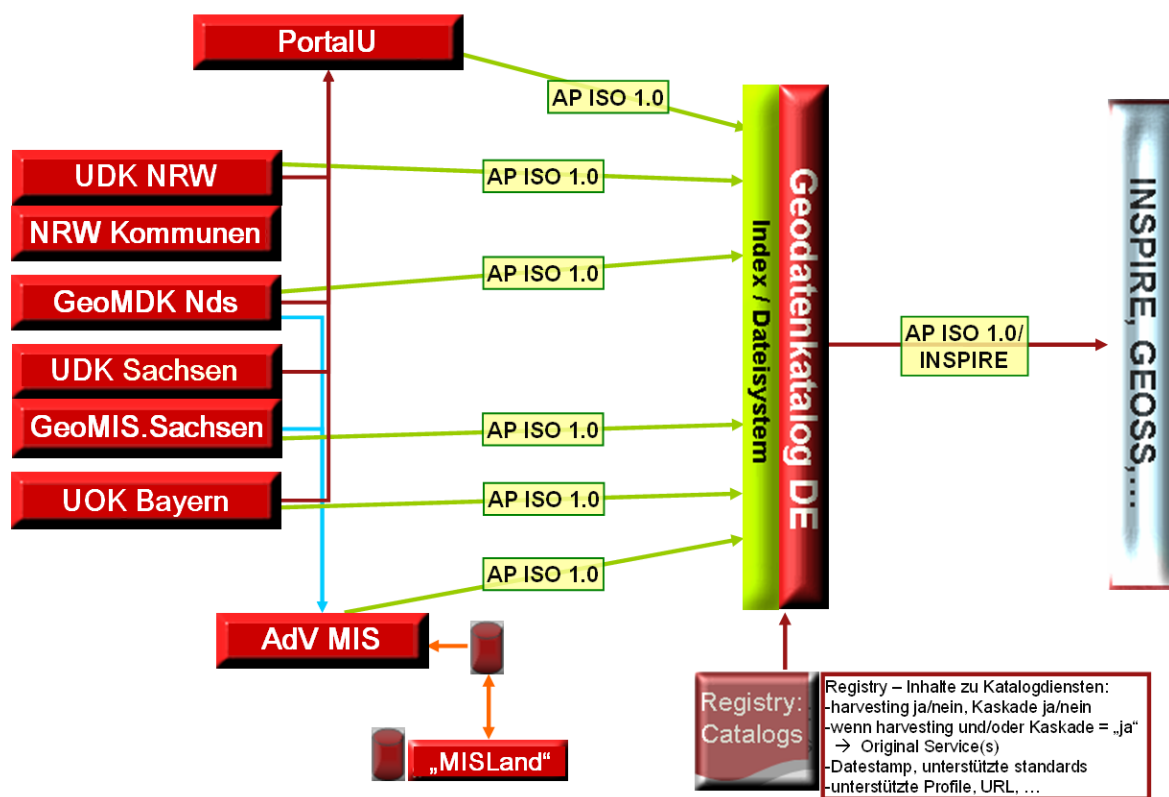 PortalU
AP ISO 1.0
UDK NRW
AP ISO 1.0
NRW Kommunen
GeoMDK Nds
AP ISO 1.0
UDK Sachsen
GeoMIS.Sachsen
AP ISO 1.0
UOK Bayern
AP ISO 1.0
AP ISO 1.0
AdV MIS
„MISLand“
Index / Dateisystem
Geodatenkatalog DE
AP ISO 1.0/
INSPIRE
INSPIRE, GEOSS,...
Registry:
Catalogs
Registry – Inhalte zu Katalogdiensten:
-harvesting ja/nein, Kaskade ja/nein
-wenn harvesting und/oder Kaskade = „ja“
→ Original Service(s)
-Datestamp, unterstützte standards
-unterstützte Profile, URL, …